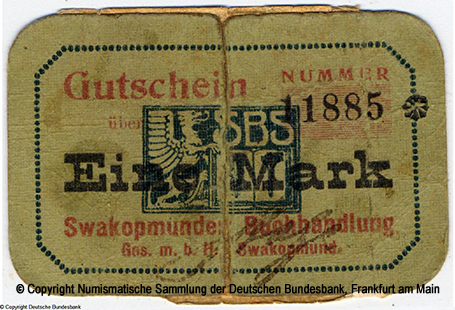 Gutschein NUMMER
über 11885
SBS
Eine Mark
Swakopmunder Buchhandlung
Ges. m. b. H. Swakopmund
© Copyright Numismatische Sammlung der Deutschen Bundesbank, Frankfurt am Main
© Copyright Deutsche Bundesbank